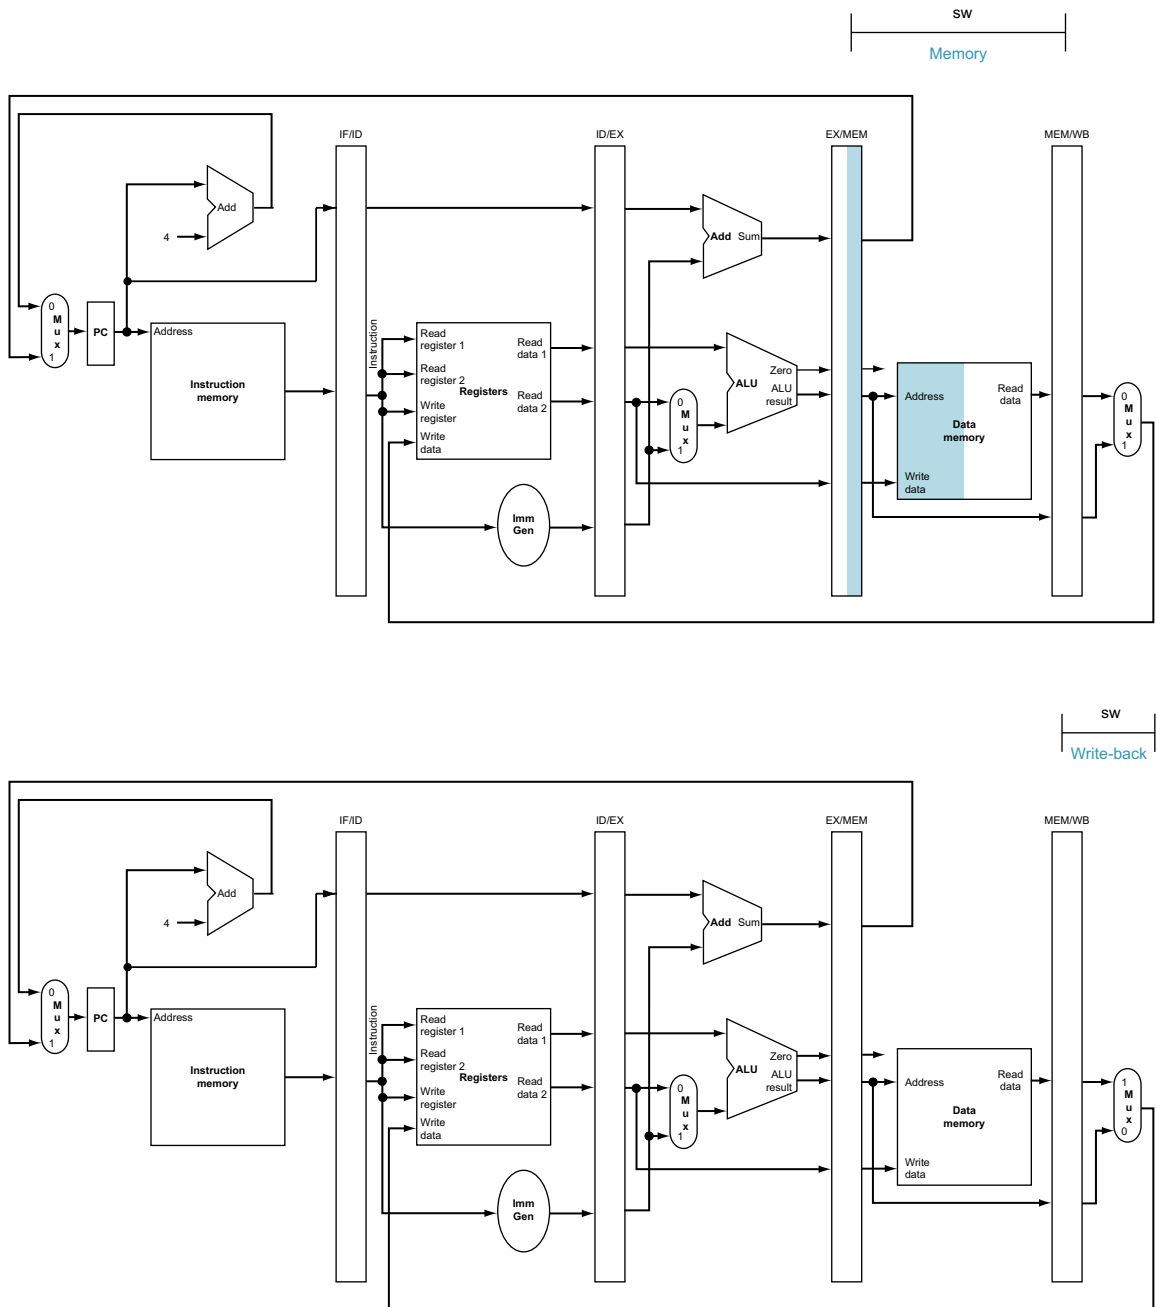 SW
Memory
IF/ID
ID/EX
EX/MEM
MEM/WB
Add
4
Add Sum
0
M
u
x
1
PC
Address
Instruction
memory
Instruction
Read
register 1
Read
register 2
Write
register
Write
data
Registers
Read
data 1
Read
data 2
Imm
Gen
0
M
u
x
1
Zero
ALU
ALU
result
Address
Write
data
Read
data
Data
memory
0
M
u
x
1
SW
Write-back
IF/ID
ID/EX
EX/MEM
MEM/WB
Add
4
Add Sum
0
M
u
x
1
PC
Address
Instruction
memory
Instruction
Read
register 1
Read
register 2
Write
register
Write
data
Registers
Read
data 1
Read
data 2
Imm
Gen
0
M
u
x
1
Zero
ALU
ALU
result
Address
Write
data
Read
data
Data
memory
1
M
u
x
0